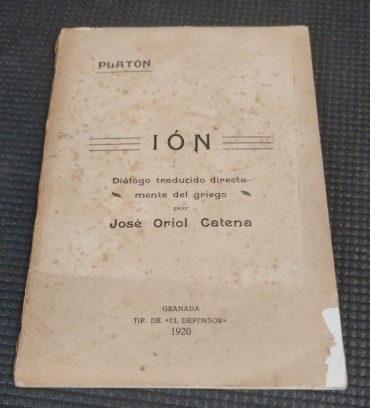 PLATÓN
IÓN
Diálogo traducido directa-
mente del griego
por
José Oriol Catena
GRANADA
TIP. DE «EL DEFENSOR»
1920